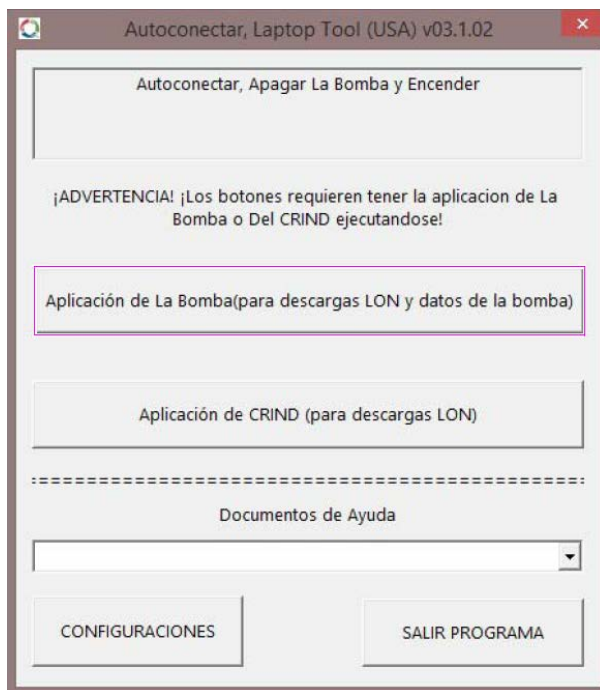 Autoconectar, Laptop Tool (USA) v03.1.02
Autoconectar, Apagar La Bomba y Encender
¡ADVERTENCIA! ¡Los botones requieren tener la aplicacion de La
Bomba o Del CRIND ejecutandose!
Aplicación de La Bomba(para descargas LON y datos de la bomba)
Aplicación de CRIND (para descargas LON)
Documentos de Ayuda
CONFIGURACIONES
SALIR PROGRAMA